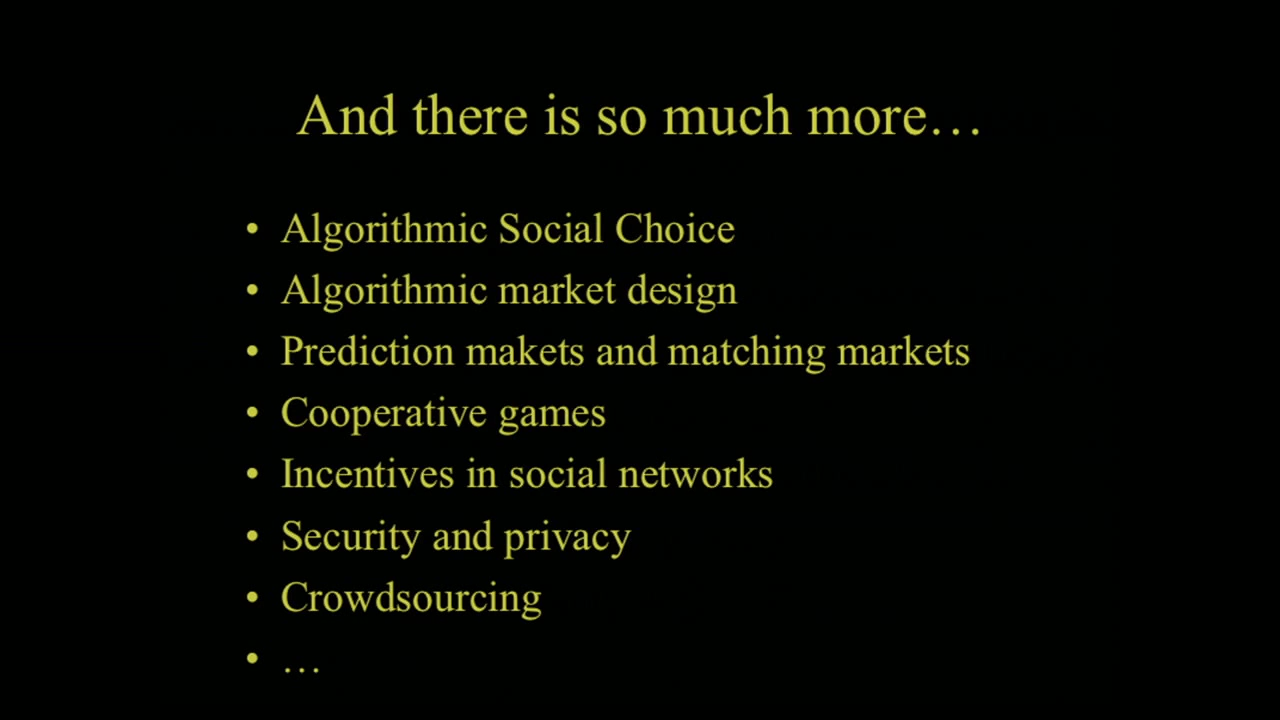 And there is so much more…
• Algorithmic Social Choice
• Algorithmic market design
• Prediction makets and matching markets
• Cooperative games
• Incentives in social networks
• Security and privacy
• Crowdsourcing
• …